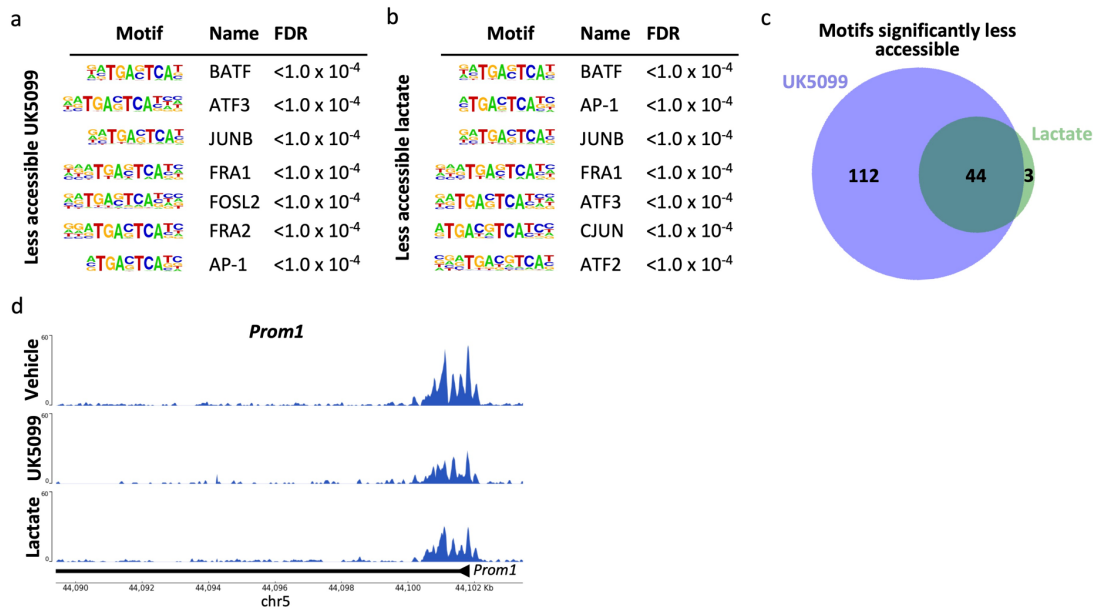 a
Motif Name FDR
Less accessible UK5099
BATF <1.0 x 10-4
ATF3 <1.0 x 10-4
JUNB <1.0 x 10-4
FRA1 <1.0 x 10-4
FOSL2 <1.0 x 10-4
FRA2 <1.0 x 10-4
AP-1 <1.0 x 10-4
b
Motif Name FDR
Less accessible lactate
BATF <1.0 x 10-4
AP-1 <1.0 x 10-4
JUNB <1.0 x 10-4
FRA1 <1.0 x 10-4
ATF3 <1.0 x 10-4
CJUN <1.0 x 10-4
ATF2 <1.0 x 10-4
c
Motifs significantly less
accessible
UK5099
Lactate
112 44 3
d
Prom1
Vehicle
60
0
UK5099
60
0
Lactate
60
0
Prom1
44,090 44,092 44,094 44,096 44,098 44,100 44,102 Kb
chr5